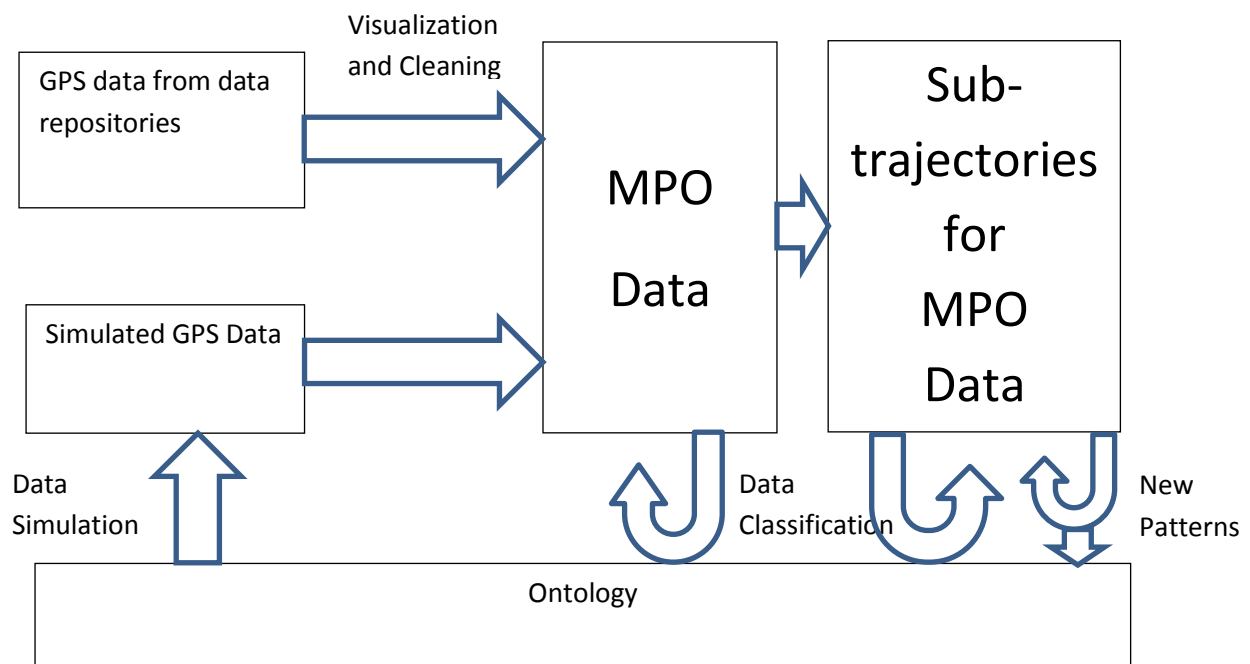 Visualization
and Cleaning
GPS data from data
repositories
MPO
Data
Sub-
trajectories
for
MPO
Data
Simulated GPS Data
Data
Simulation
Data
Classification
New
Patterns
Ontology